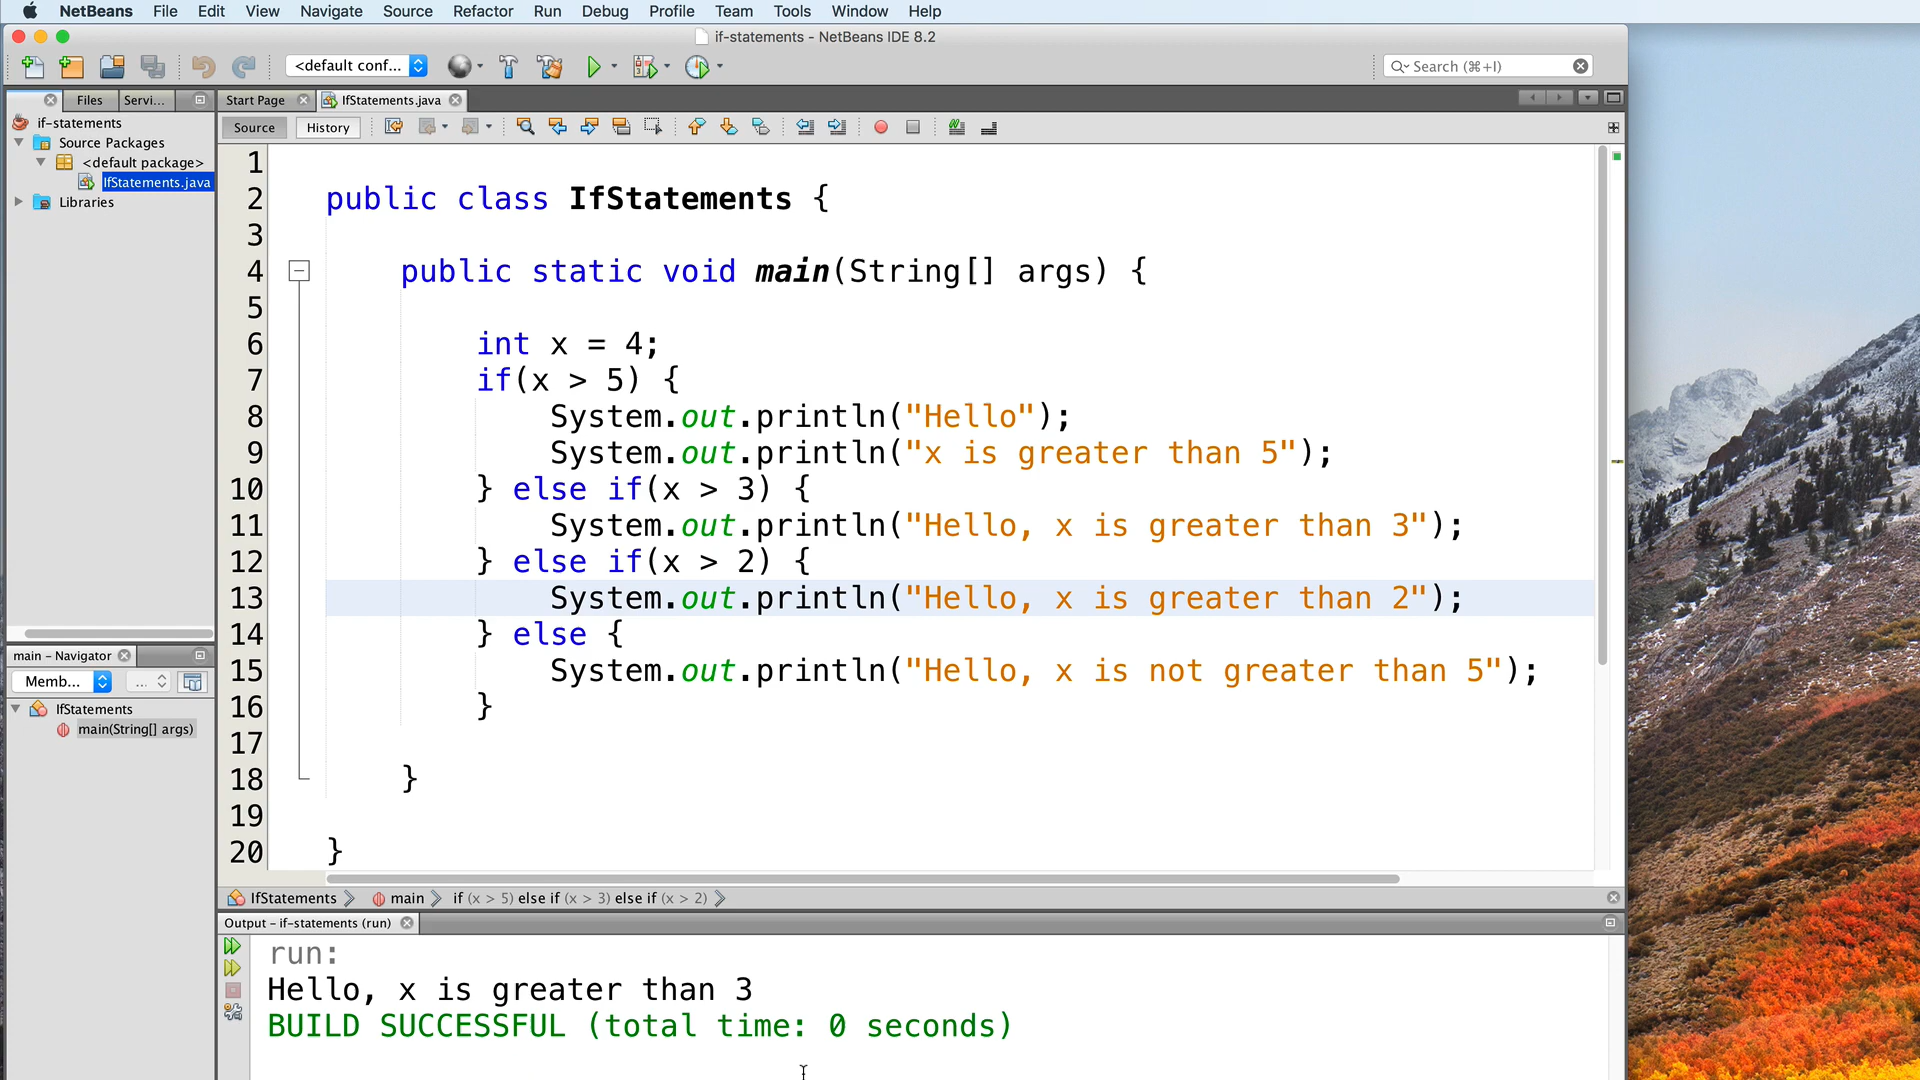 NetBeans File Edit View Navigate Source Refactor Run Debug Profile Team Tools Window Help
if-statements - NetBeans IDE 8.2
<default conf... Search (⌘+I)
Files Servi... Start Page IfStatements.java
Source History
if-statements
Source Packages
<default package>
IfStatements.java
Libraries
1
2 public class IfStatements {
3
4 public static void main(String[] args) {
5
6 int x = 4;
7 if(x > 5) {
8 System.out.println("Hello");
9 System.out.println("x is greater than 5");
10 } else if(x > 3) {
11 System.out.println("Hello, x is greater than 3");
12 } else if(x > 2) {
13 System.out.println("Hello, x is greater than 2");
14 } else {
15 System.out.println("Hello, x is not greater than 5");
16 }
17
18 }
19
20 }
main - Navigator
Memb... ...
IfStatements
main(String[] args)
IfStatements main if (x > 5) else if (x > 3) else if (x > 2)
Output - if-statements (run)
run:
Hello, x is greater than 3
BUILD SUCCESSFUL (total time: 0 seconds)